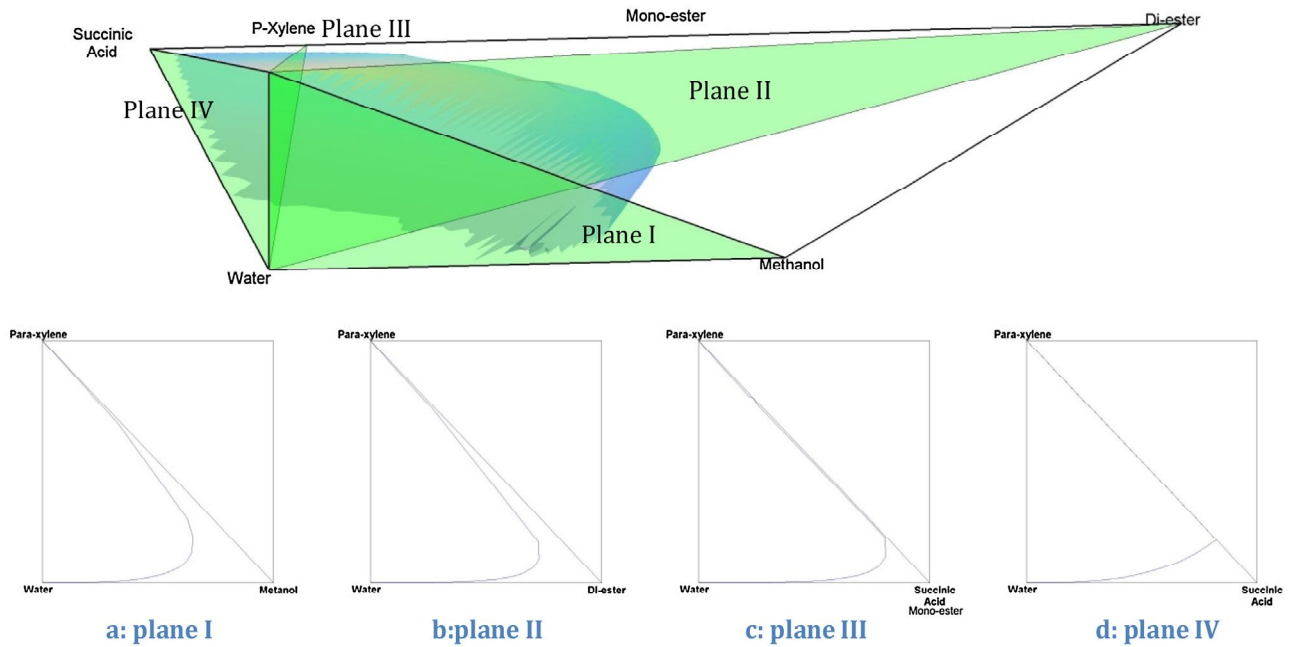 Mono-ester
Di-ester
P-Xylene
Plane III
Succinic
Acid
Plane II
Plane IV
Plane I
Methanol
Water
Para-xylene
Para-xylene
Para-xylene
Para-xylene
Water
Metanol
Water
Di-ester
Water
Succinic
Acid
Mono-ester
Water
Succinic
Acid
a: plane I
b:plane II
c: plane III
d: plane IV